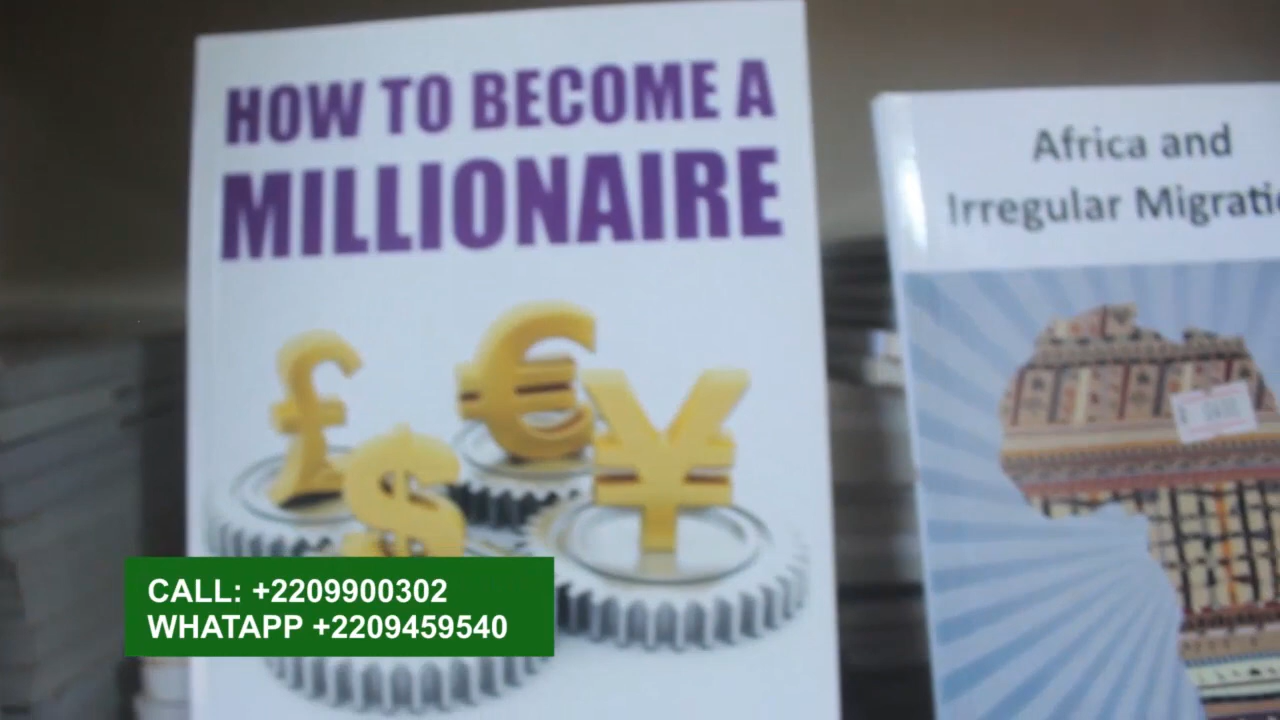 HOW TO BECOME A
MILLIONAIRE
Africa and
Irregular Migratio
CALL: +2209900302
WHATAPP +2209459540